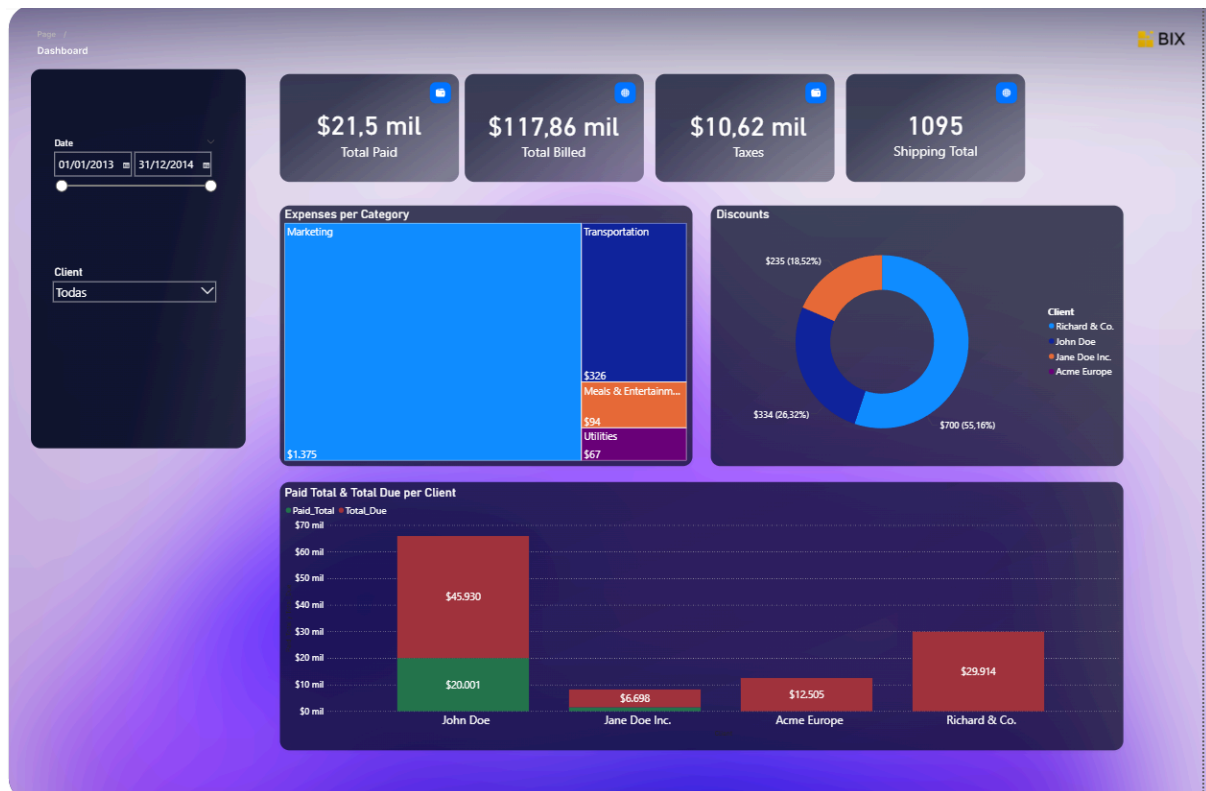 Page /
Dashboard
BIX
Date
01/01/2013 31/12/2014
Client
Todas
$21,5 mil
Total Paid
$117,86 mil
Total Billed
$10,62 mil
Taxes
1095
Shipping Total
Expenses per Category
Marketing
$1.375
Transportation
$326
Meals & Entertainm...
$94
Utilities
$67
Discounts
$235 (18,52%)
$334 (26,32%)
$700 (55,16%)
Client
Richard & Co.
John Doe
Jane Doe Inc.
Acme Europe
Paid Total & Total Due per Client
Paid_Total Total_Due
$70 mil
$60 mil
$50 mil
$40 mil
$30 mil
$20 mil
$10 mil
$0 mil
$45.930
$20.001
$6.698
$12.505
$29.914
John Doe Jane Doe Inc. Acme Europe Richard & Co.